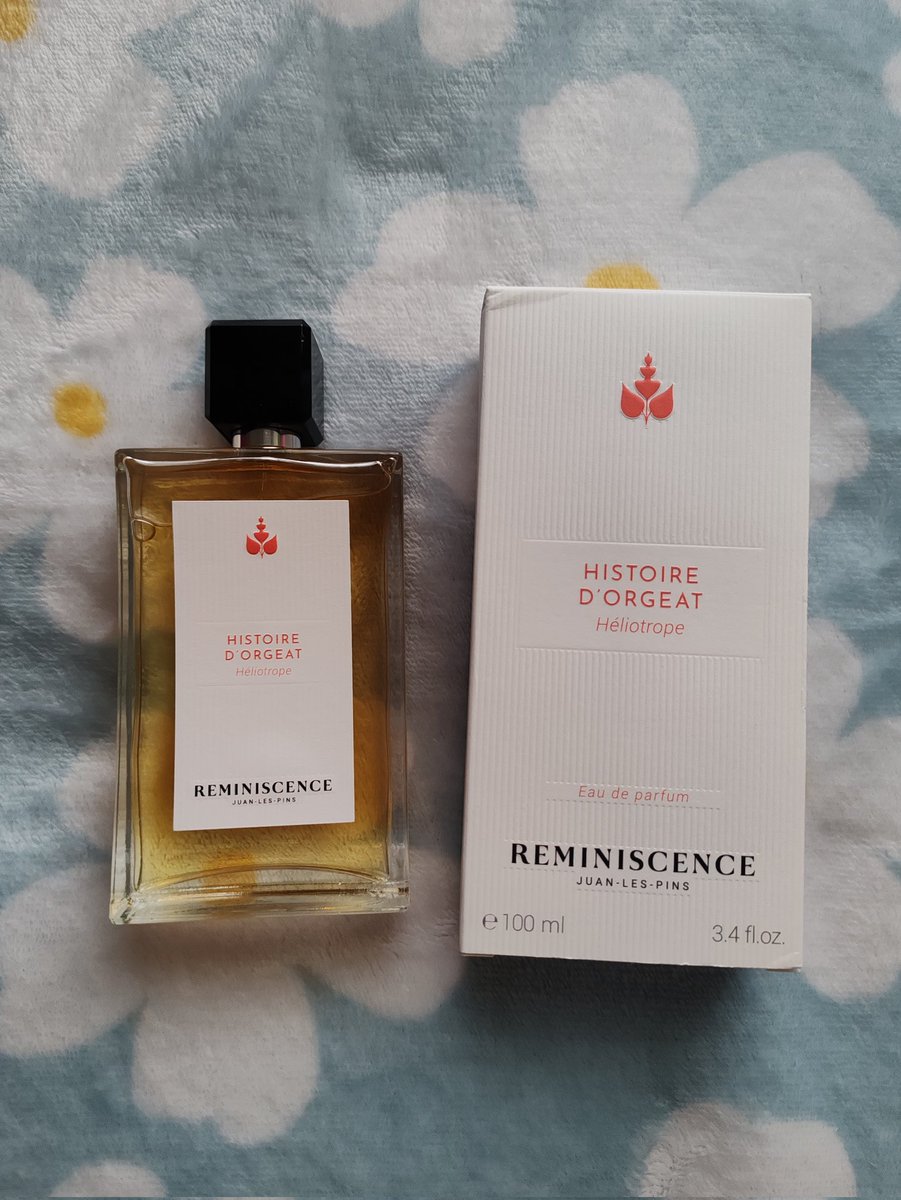 HISTOIRE
D'ORGEAT
Héliotrope
REMINISCENCE
JUAN-LES-PINS
HISTOIRE
D'ORGEAT
Héliotrope
Eau de parfum
REMINISCENCE
JUAN-LES-PINS
℮ 100 ml
3.4 fl.oz.